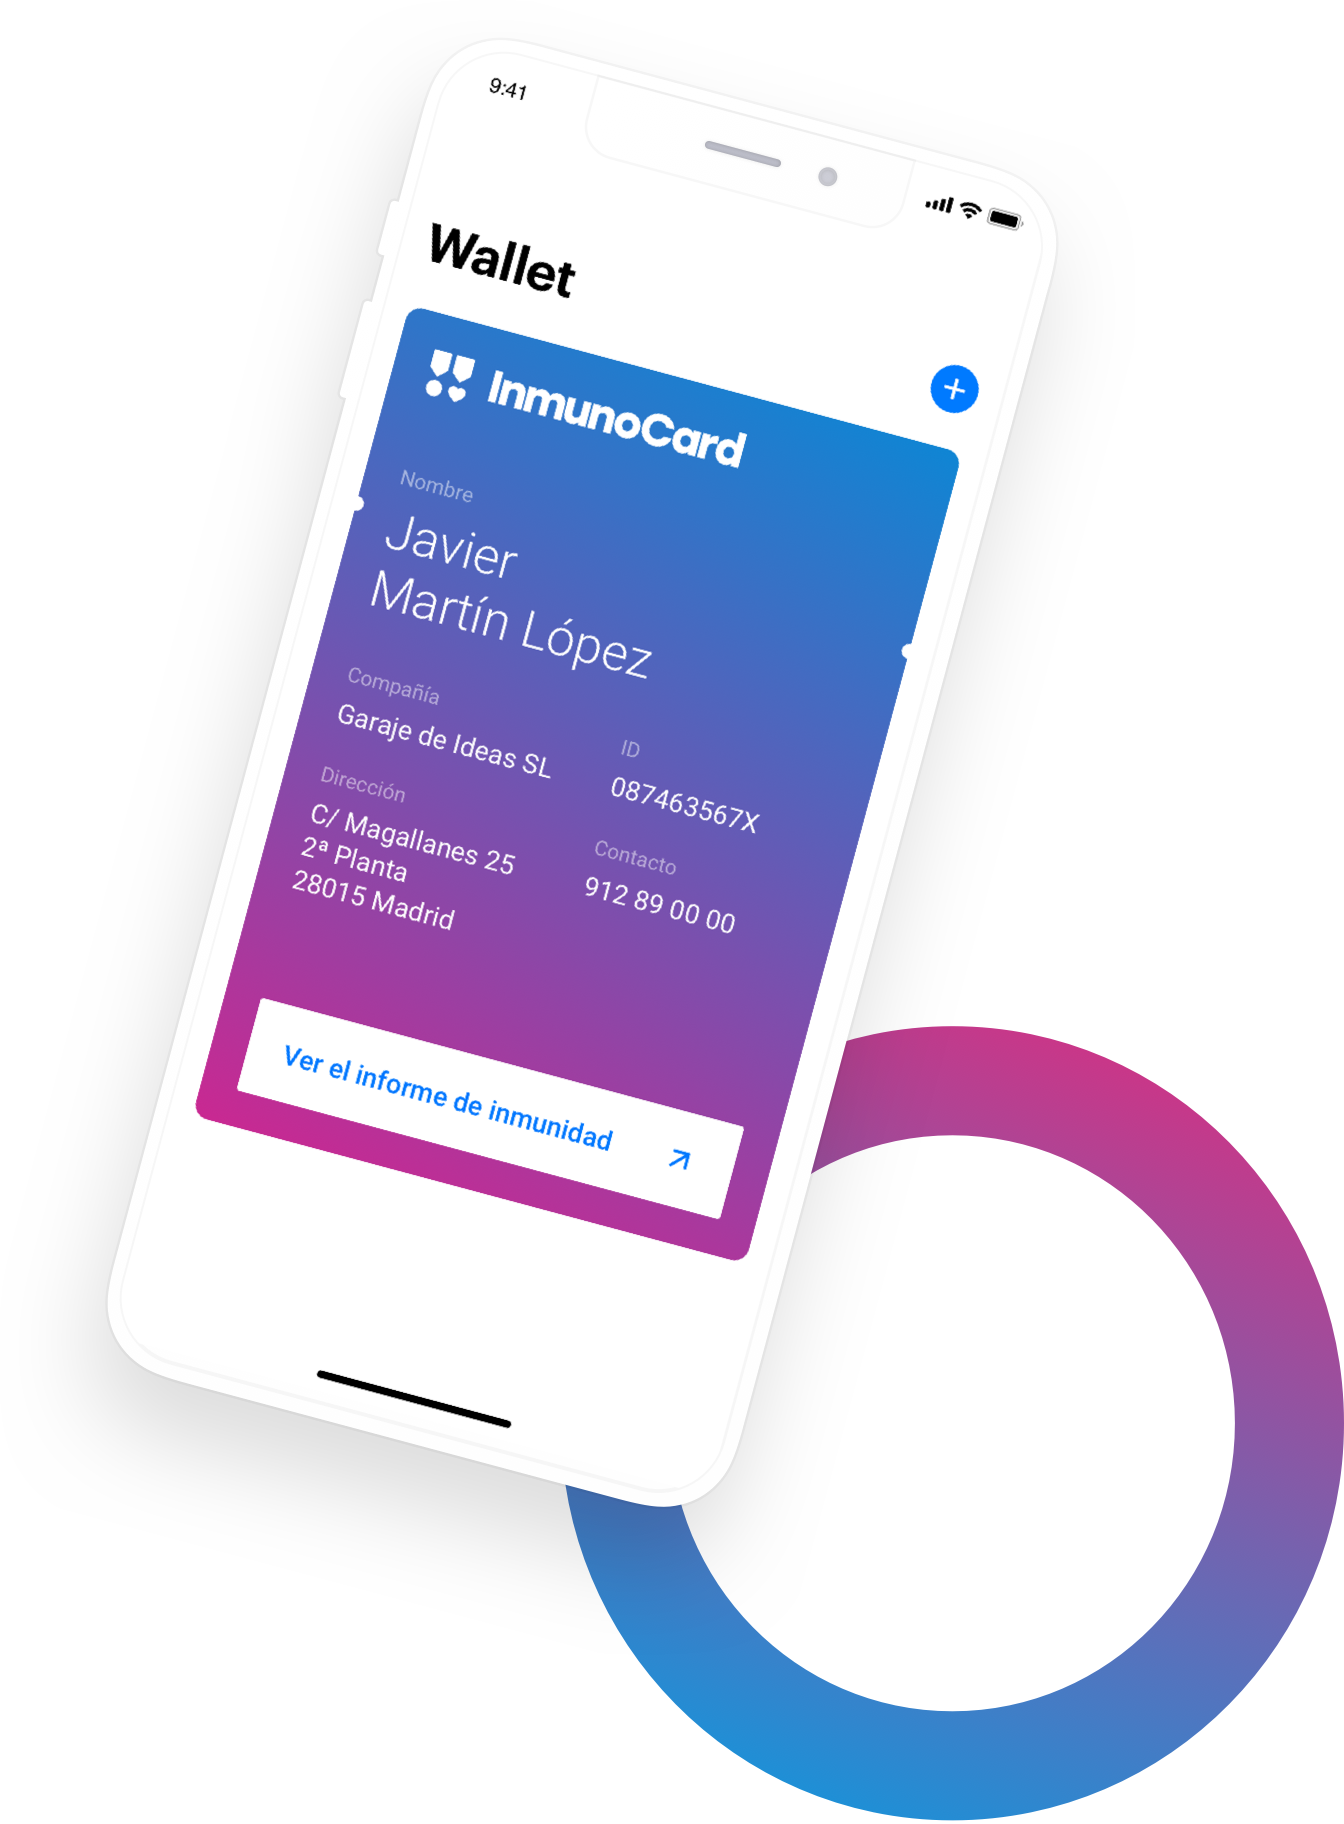 9:41
Wallet
InmunoCard
Nombre
Javier
Martín López
Compañía
Garaje de Ideas SL
ID
087463567X
Dirección
C/ Magallanes 25
2ª Planta
28015 Madrid
Contacto
912 89 00 00
Ver el informe de inmunidad